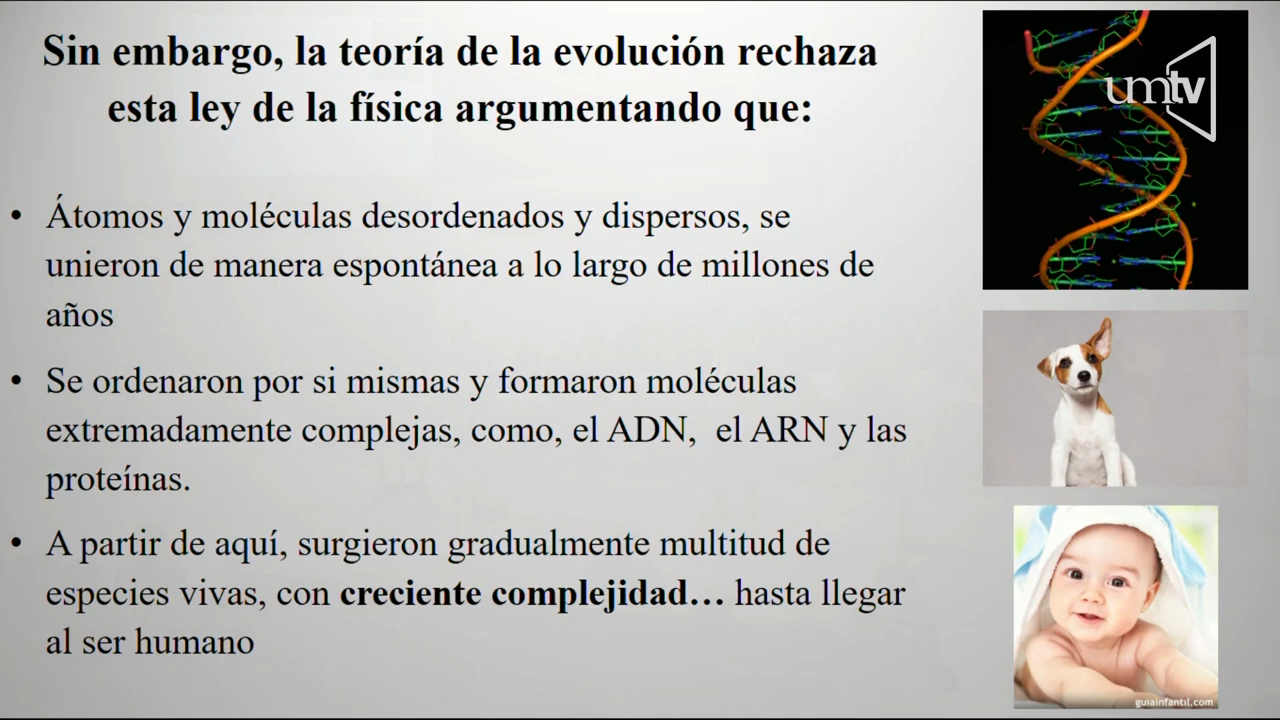 Sin embargo, la teoría de la evolución rechaza
esta ley de la física argumentando que:
• Átomos y moléculas desordenados y dispersos, se
unieron de manera espontánea a lo largo de millones de
años
• Se ordenaron por si mismas y formaron moléculas
extremadamente complejas, como, el ADN, el ARN y las
proteínas.
• A partir de aquí, surgieron gradualmente multitud de
especies vivas, con creciente complejidad… hasta llegar
al ser humano
umtv
guiainfantil.com